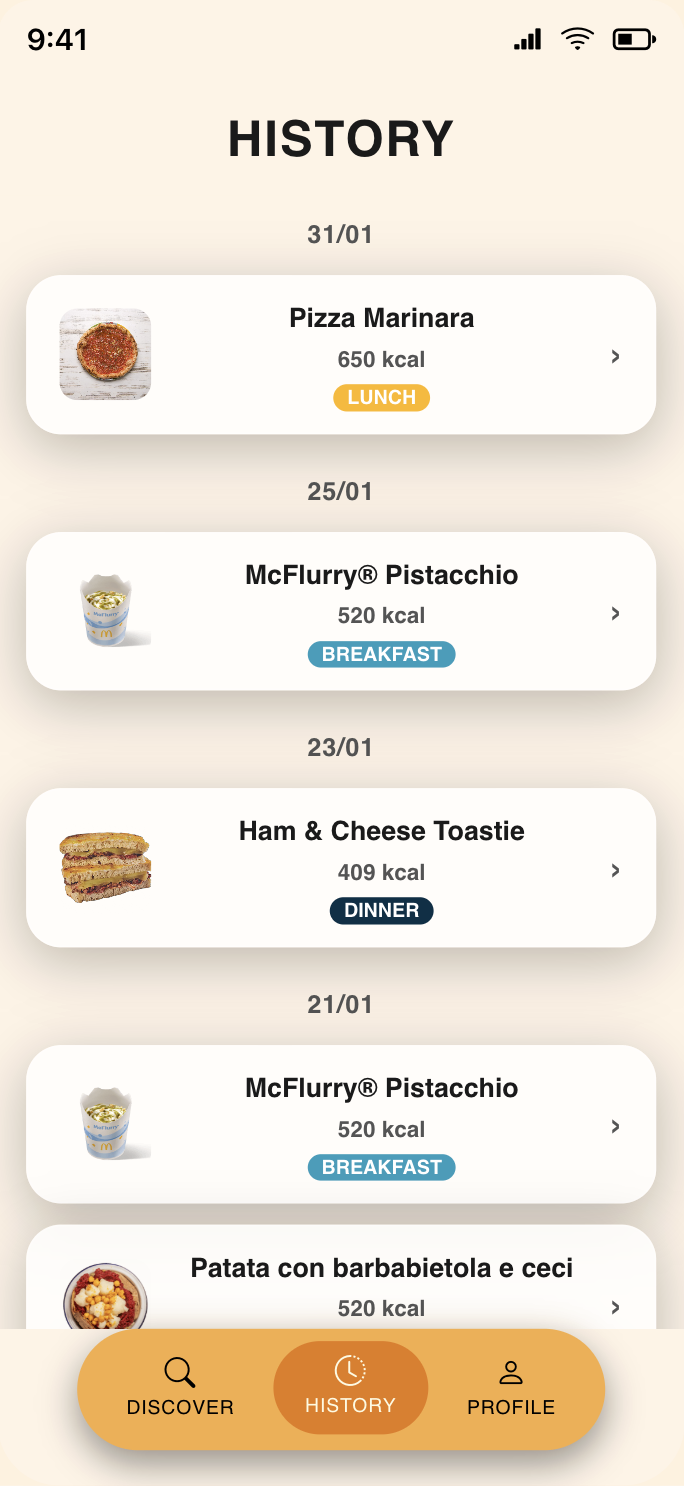 9:41
HISTORY
31/01
Pizza Marinara
650 kcal
LUNCH
›
25/01
McFlurry® Pistacchio
520 kcal
BREAKFAST
›
23/01
Ham & Cheese Toastie
409 kcal
DINNER
›
21/01
McFlurry® Pistacchio
520 kcal
BREAKFAST
›
Patata con barbabietola e ceci
520 kcal
›
DISCOVER
HISTORY
PROFILE